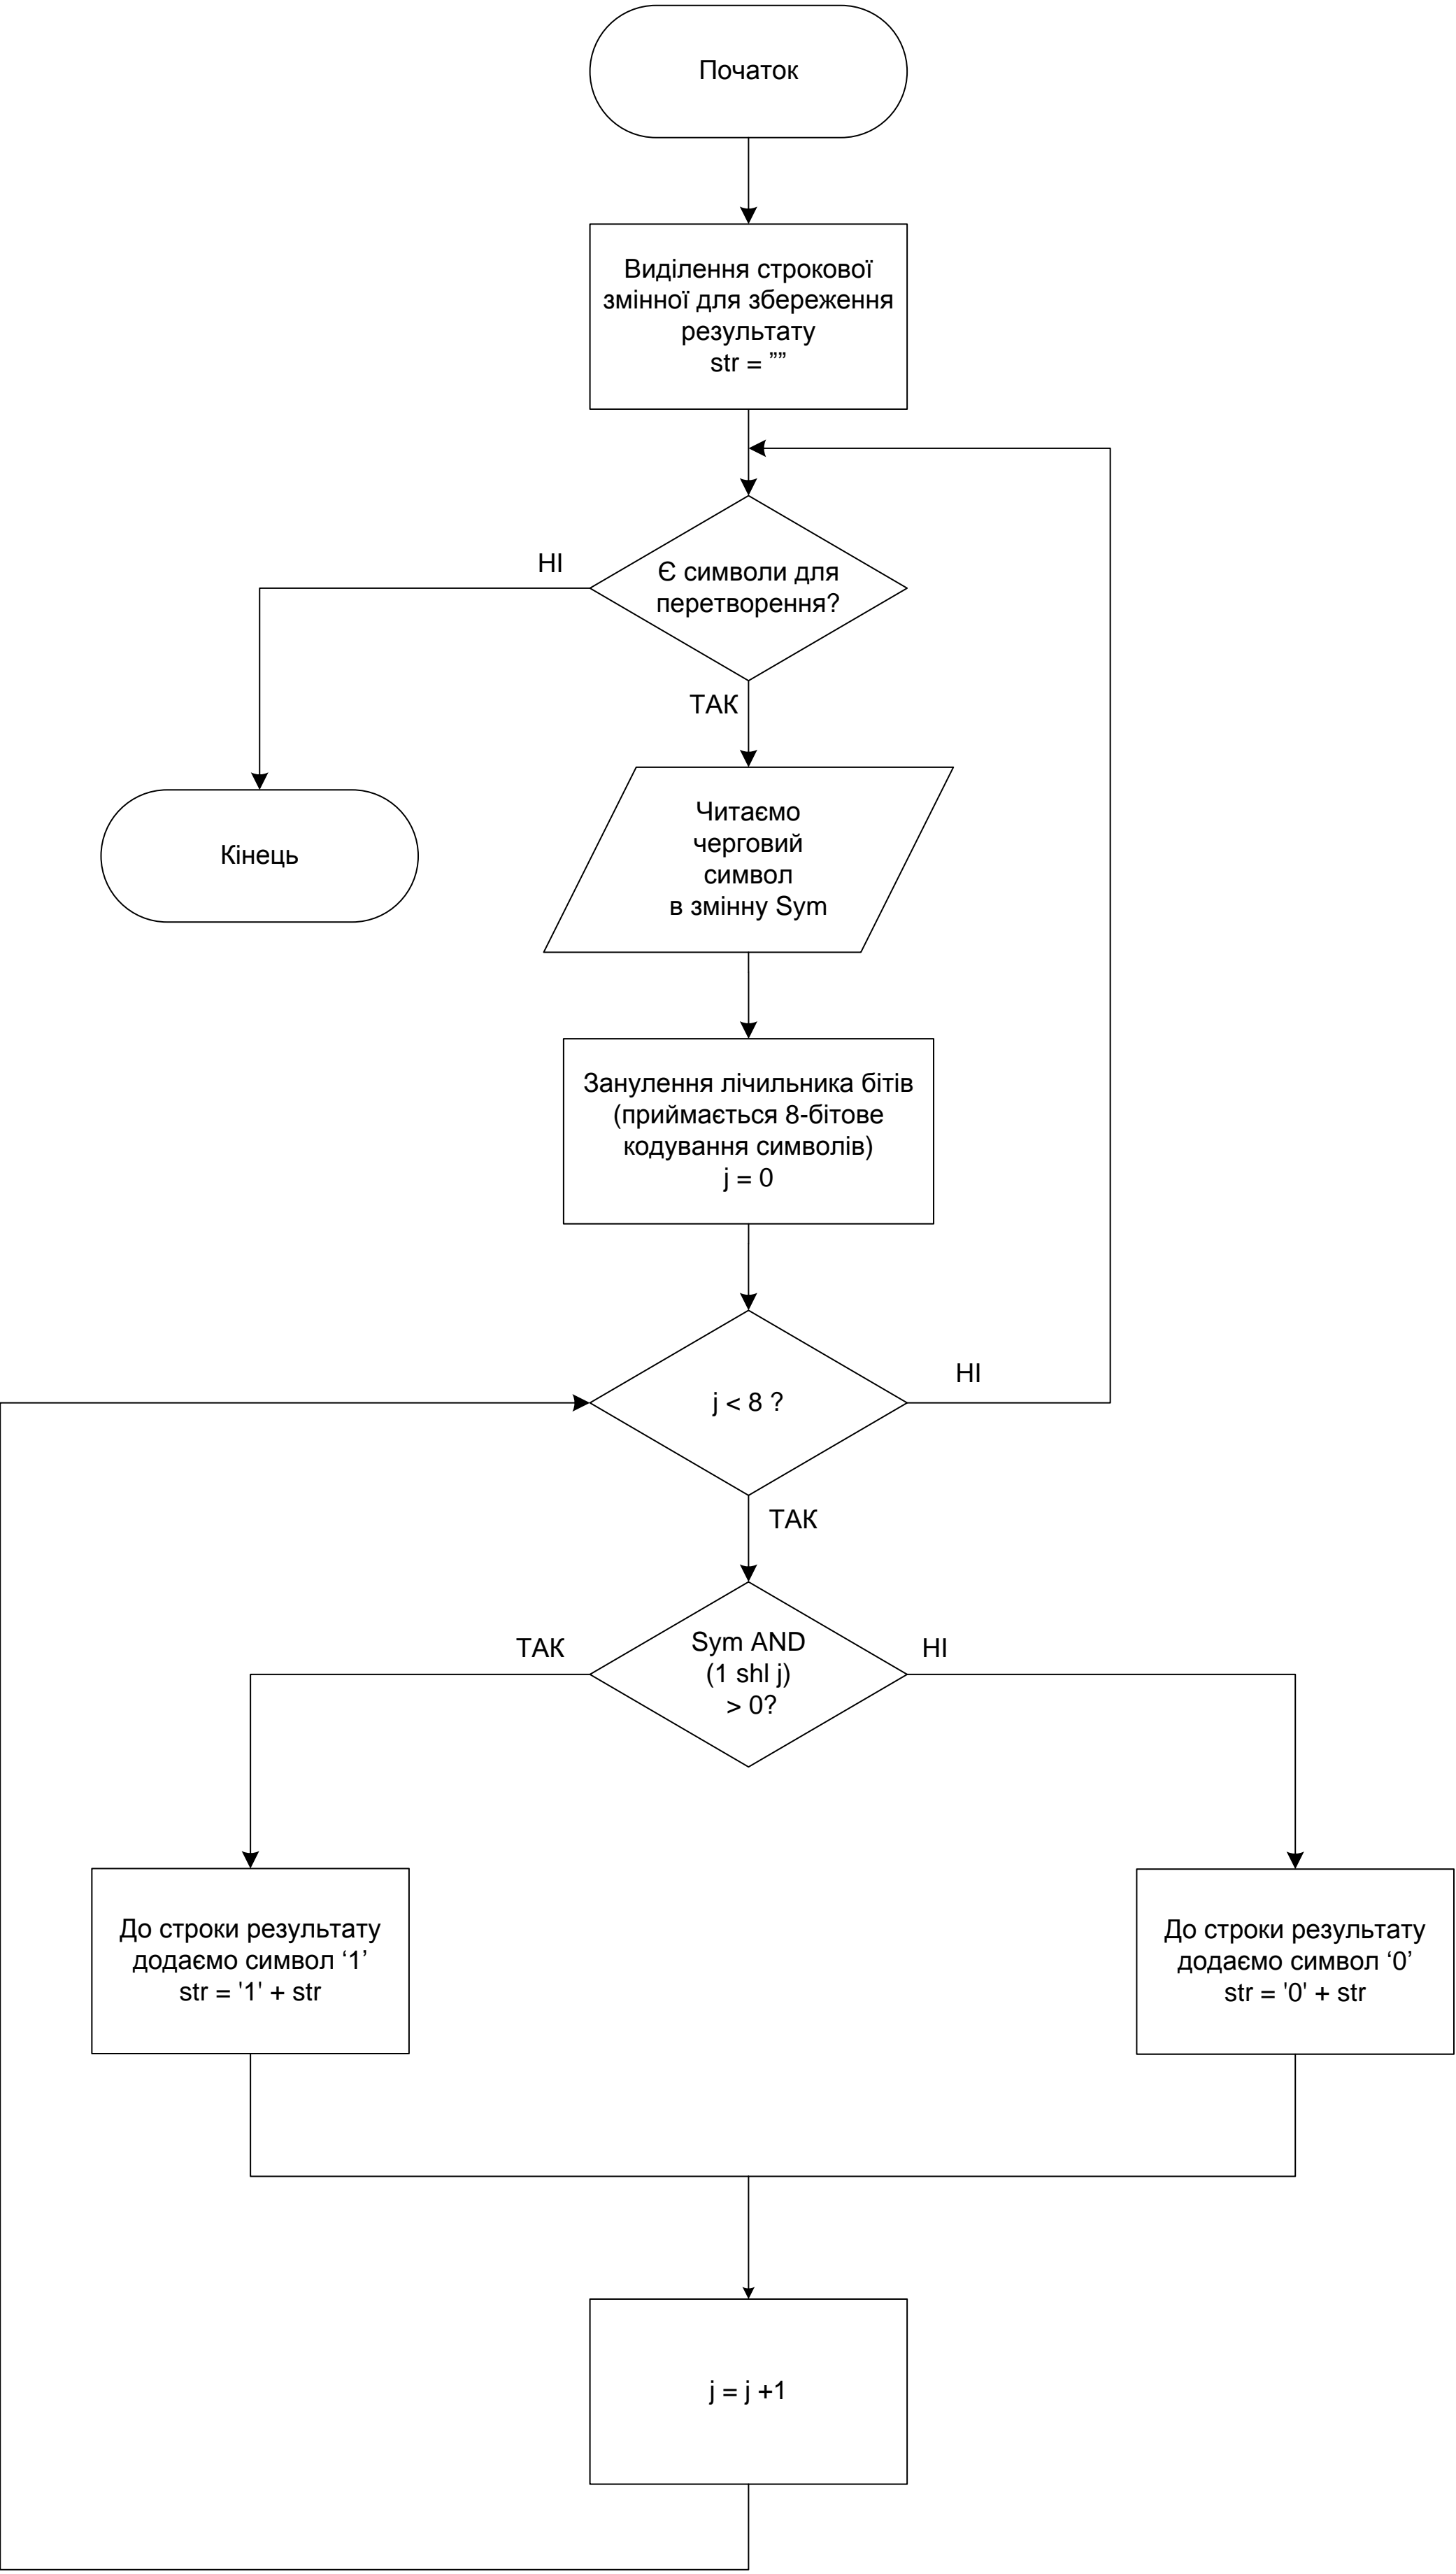 Початок
Виділення строкової
змінної для збереження
результату
str = ””
НІ
Є символи для
перетворення?
ТАК
Читаємо
черговий
символ
в змінну Sym
Кінець
Занулення лічильника бітів
(приймається 8-бітове
кодування символів)
j = 0
НІ
j < 8 ?
ТАК
ТАК
Sym AND
(1 shl j)
> 0?
НІ
До строки результату
додаємо символ ‘1’
str = '1' + str
До строки результату
додаємо символ ‘0’
str = '0' + str
j = j +1